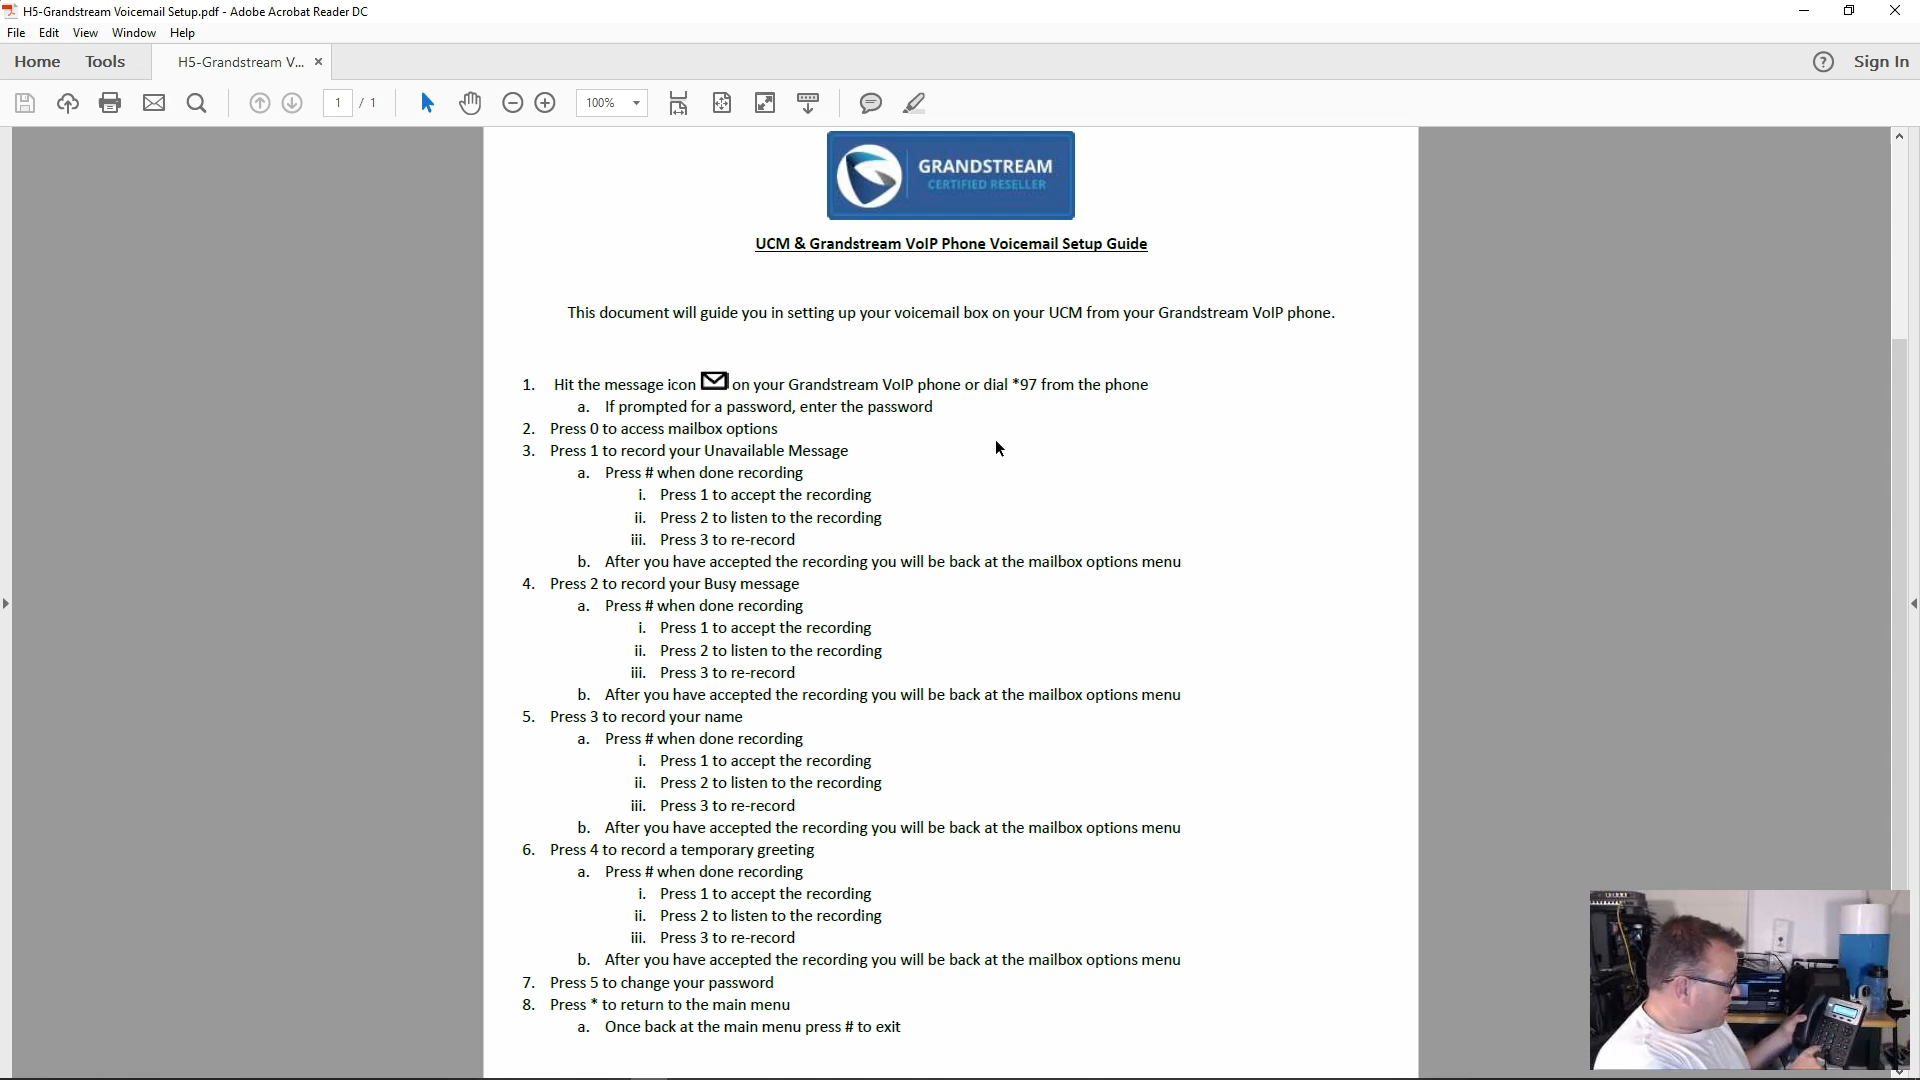 H5-Grandstream Voicemail Setup.pdf - Adobe Acrobat Reader DC
File Edit View Window Help
Home Tools H5-Grandstream V... × ? Sign In
1 / 1 100%
GRANDSTREAM
CERTIFIED RESELLER
UCM & Grandstream VoIP Phone Voicemail Setup Guide
This document will guide you in setting up your voicemail box on your UCM from your Grandstream VoIP phone.
1. Hit the message icon on your Grandstream VoIP phone or dial *97 from the phone
a. If prompted for a password, enter the password
2. Press 0 to access mailbox options
3. Press 1 to record your Unavailable Message
a. Press # when done recording
i. Press 1 to accept the recording
ii. Press 2 to listen to the recording
iii. Press 3 to re-record
b. After you have accepted the recording you will be back at the mailbox options menu
4. Press 2 to record your Busy message
a. Press # when done recording
i. Press 1 to accept the recording
ii. Press 2 to listen to the recording
iii. Press 3 to re-record
b. After you have accepted the recording you will be back at the mailbox options menu
5. Press 3 to record your name
a. Press # when done recording
i. Press 1 to accept the recording
ii. Press 2 to listen to the recording
iii. Press 3 to re-record
b. After you have accepted the recording you will be back at the mailbox options menu
6. Press 4 to record a temporary greeting
a. Press # when done recording
i. Press 1 to accept the recording
ii. Press 2 to listen to the recording
iii. Press 3 to re-record
b. After you have accepted the recording you will be back at the mailbox options menu
7. Press 5 to change your password
8. Press * to return to the main menu
a. Once back at the main menu press # to exit